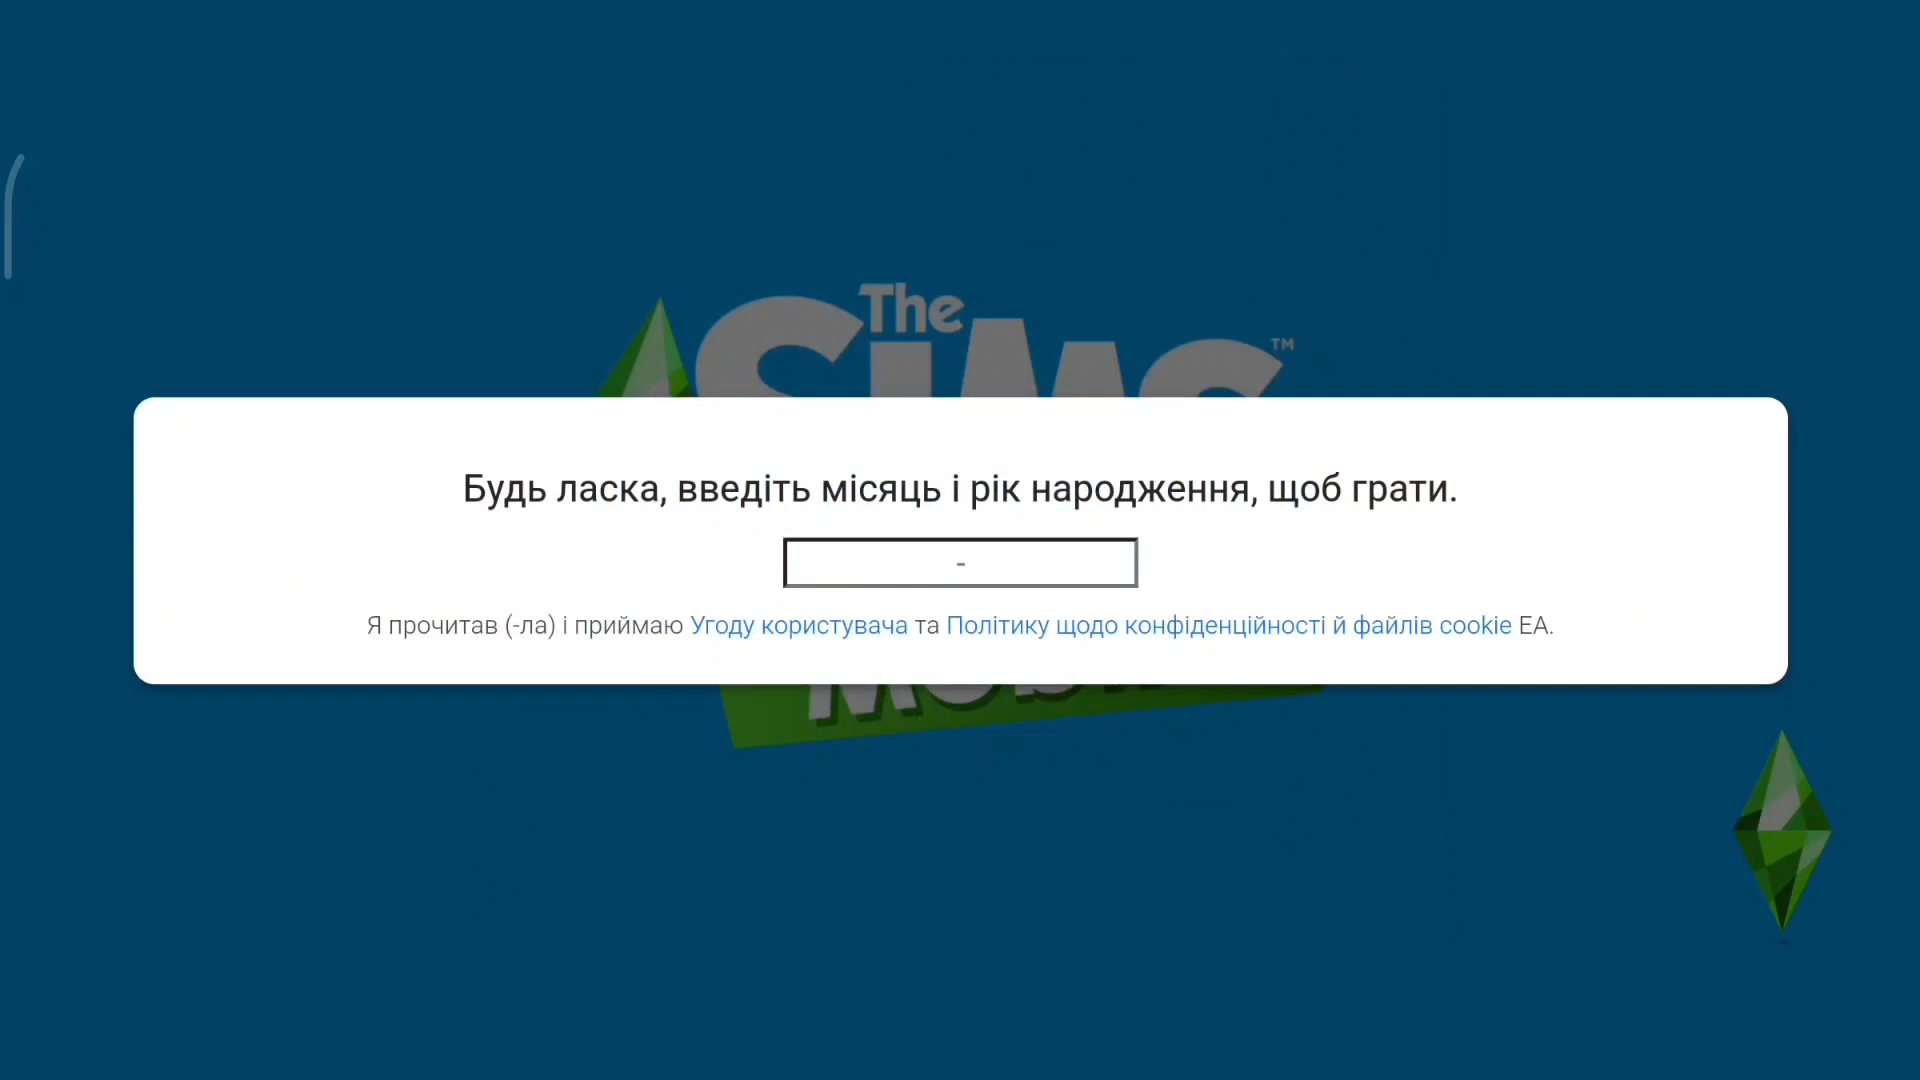 The
SiMS™
Будь ласка, введіть місяць і рік народження, щоб грати.
-
Я прочитав (-ла) і приймаю Угоду користувача та Політику щодо конфіденційності й файлів cookie EA.